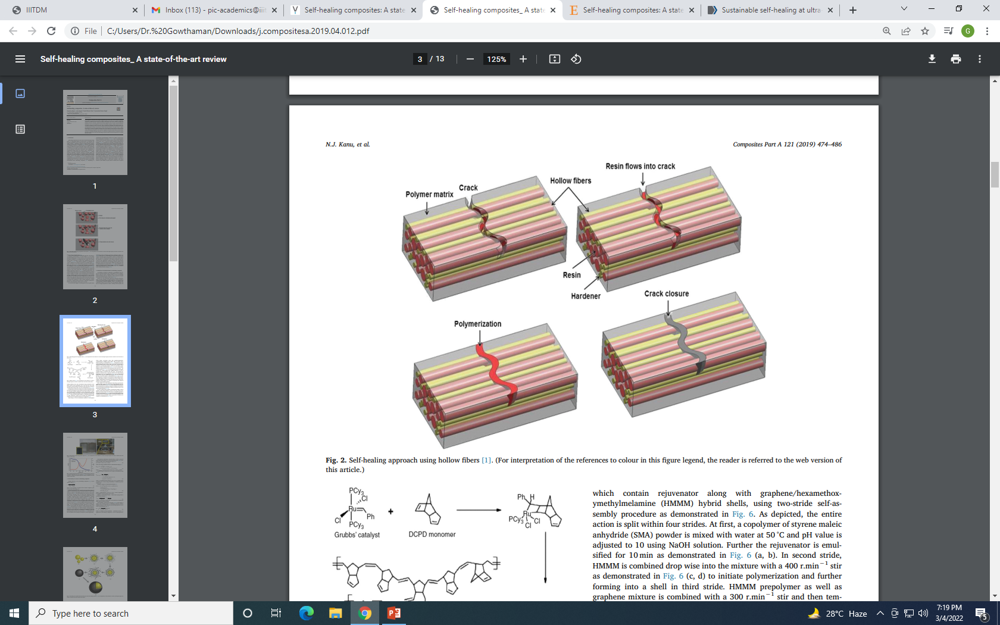 IIITDM
Inbox (113) - pic-academics@iiit
Self-healing composites: A state
Self-healing composites_ A state
Self-healing composites: A state
Sustainable self-healing at ultra
File
C:/Users/Dr.%20Gowthaman/Downloads/j.compositesa.2019.04.012.pdf
G
Self-healing composites_ A state-of-the-art review
3 / 13
125%
1
2
3
4
N.J. Kanu, et al.
Composites Part A 121 (2019) 474–486
Resin flows into crack
Hollow fibers
Crack
Polymer matrix
Resin
Hardener
Crack closure
Polymerization
Fig. 2. Self-healing approach using hollow fibers [1]. (For interpretation of the references to colour in this figure legend, the reader is referred to the web version of
this article.)
PCy3
Cl
Ru
Ph
Cl
PCy3
Grubbs' catalyst
+
DCPD monomer
Ph H
Ru
PCy3 Cl
Cl
which contain rejuvenator along with graphene/hexamethox-
ymethylmelamine (HMMM) hybrid shells, using two-stride self-as-
sembly procedure as demonstrated in Fig. 6. As depicted, the entire
action is split within four strides. At first, a copolymer of styrene maleic
anhydride (SMA) powder is mixed with water at 50 °C and pH value is
adjusted to 10 using NaOH solution. Further the rejuvenator is emul-
sified for 10 min as demonstrated in Fig. 6 (a, b). In second stride,
HMMM is combined drop wise into the mixture with a 400 r.min−1 stir
as demonstrated in Fig. 6 (c, d) to initiate polymerization and further
forming into a shell in third stride. HMMM prepolymer as well as
graphene mixture is combined with a 300 r.min−1 stir and then tem-
Type here to search
28°C Haze
7:19 PM
3/4/2022
5